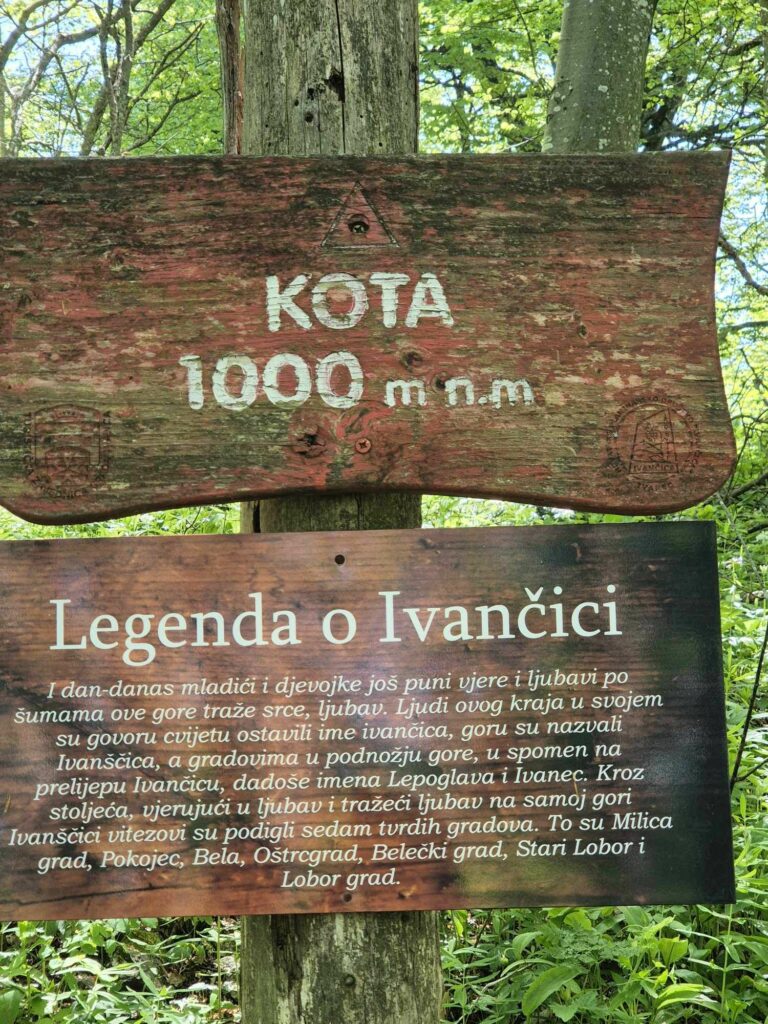 KOTA
1000 m n.m
IVANČICA
Legenda o Ivančici
I dan-danas mladići i djevojke još puni vjere i ljubavi po
šumama ove gore traže srce, ljubav. Ljudi ovog kraja u svojem
su govoru cvijetu ostavili ime ivančica, goru su nazvali
Ivanščica, a gradovima u podnožju gore, u spomen na
prelijepu Ivančicu, dadoše imena Lepoglava i Ivanec. Kroz
stoljeća, vjerujući u ljubav i tražeći ljubav na samoj gori
Ivanščici vitezovi su podigli sedam tvrdih gradova. To su Milica
grad, Pokojec, Bela, Oštrcgrad, Belečki grad, Stari Lobor i
Lobor grad.